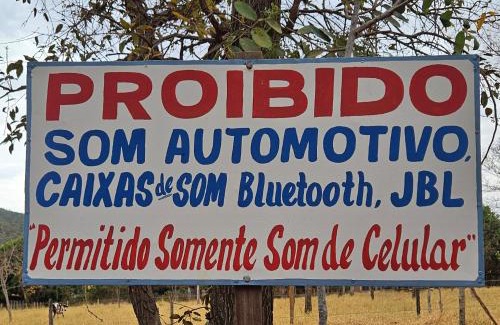 PROIBIDO
SOM AUTOMOTIVO,
CAIXAS de SOM Bluetooth, JBL
"Permitido Somente Som de Celular"